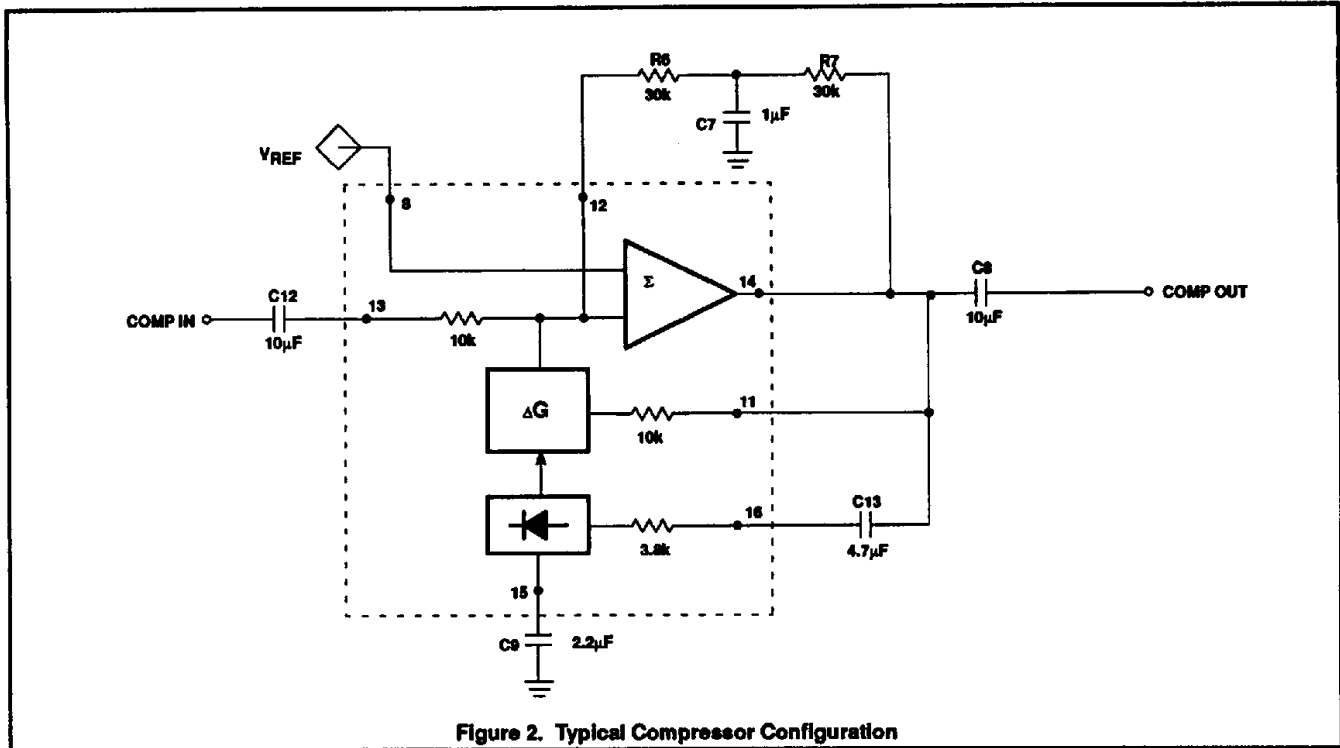 R6
30k
R7
30k
C7
1µF
VREF
8
12
Σ
14
C8
10µF
COMP OUT
COMP IN
C12
10µF
13
10k
ΔG
10k
11
16
3.8k
C13
4.7µF
15
C9
2.2µF
Figure 2. Typical Compressor Configuration